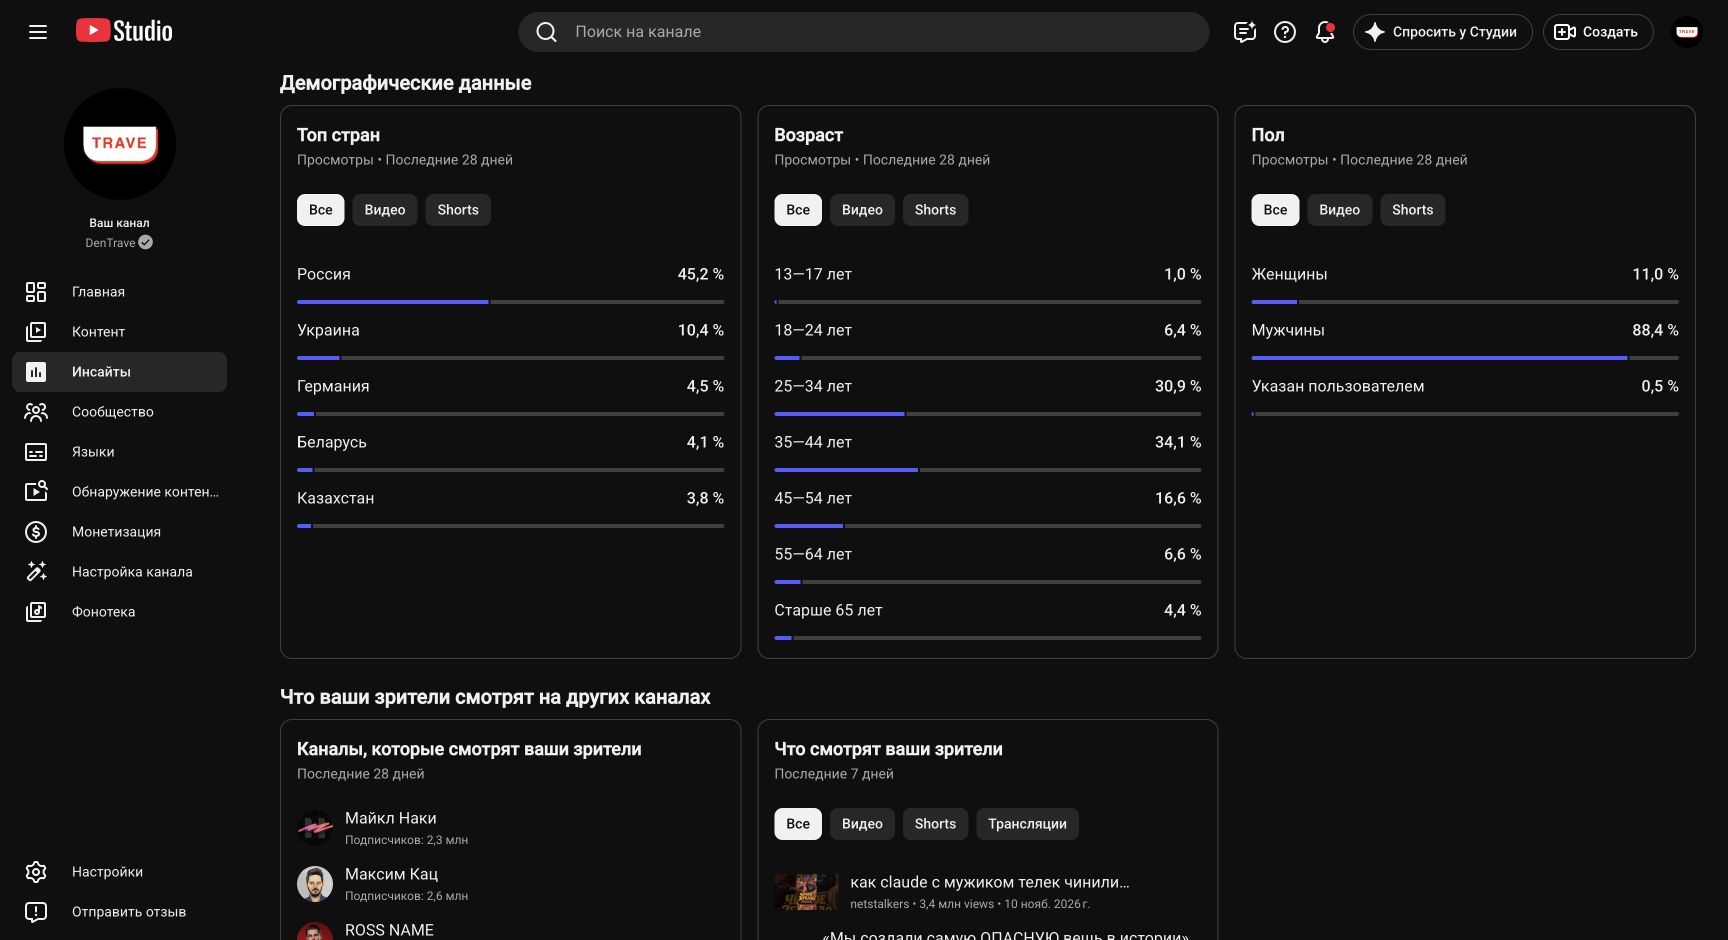 Studio
Поиск на канале
Спросить у Студии
Создать
TRAVE
TRAVE
Ваш канал
DenTrave
Главная
Контент
Инсайты
Сообщество
Языки
Обнаружение контен…
Монетизация
Настройка канала
Фонотека
Настройки
Отправить отзыв
Демографические данные
Топ стран
Просмотры • Последние 28 дней
Все Видео Shorts
Россия 45,2 %
Украина 10,4 %
Германия 4,5 %
Беларусь 4,1 %
Казахстан 3,8 %
Возраст
Просмотры • Последние 28 дней
Все Видео Shorts
13—17 лет 1,0 %
18—24 лет 6,4 %
25—34 лет 30,9 %
35—44 лет 34,1 %
45—54 лет 16,6 %
55—64 лет 6,6 %
Старше 65 лет 4,4 %
Пол
Просмотры • Последние 28 дней
Все Видео Shorts
Женщины 11,0 %
Мужчины 88,4 %
Указан пользователем 0,5 %
Что ваши зрители смотрят на других каналах
Каналы, которые смотрят ваши зрители
Последние 28 дней
Майкл Наки
Подписчиков: 2,3 млн
Максим Кац
Подписчиков: 2,6 млн
ROSS NAME
Что смотрят ваши зрители
Последние 7 дней
Все Видео Shorts Трансляции
как claude с мужиком телек чинили…
netstalkers • 3,4 млн views • 10 нояб. 2026 г.
«Мы создали самую ОПАСНУЮ вещь в истории»